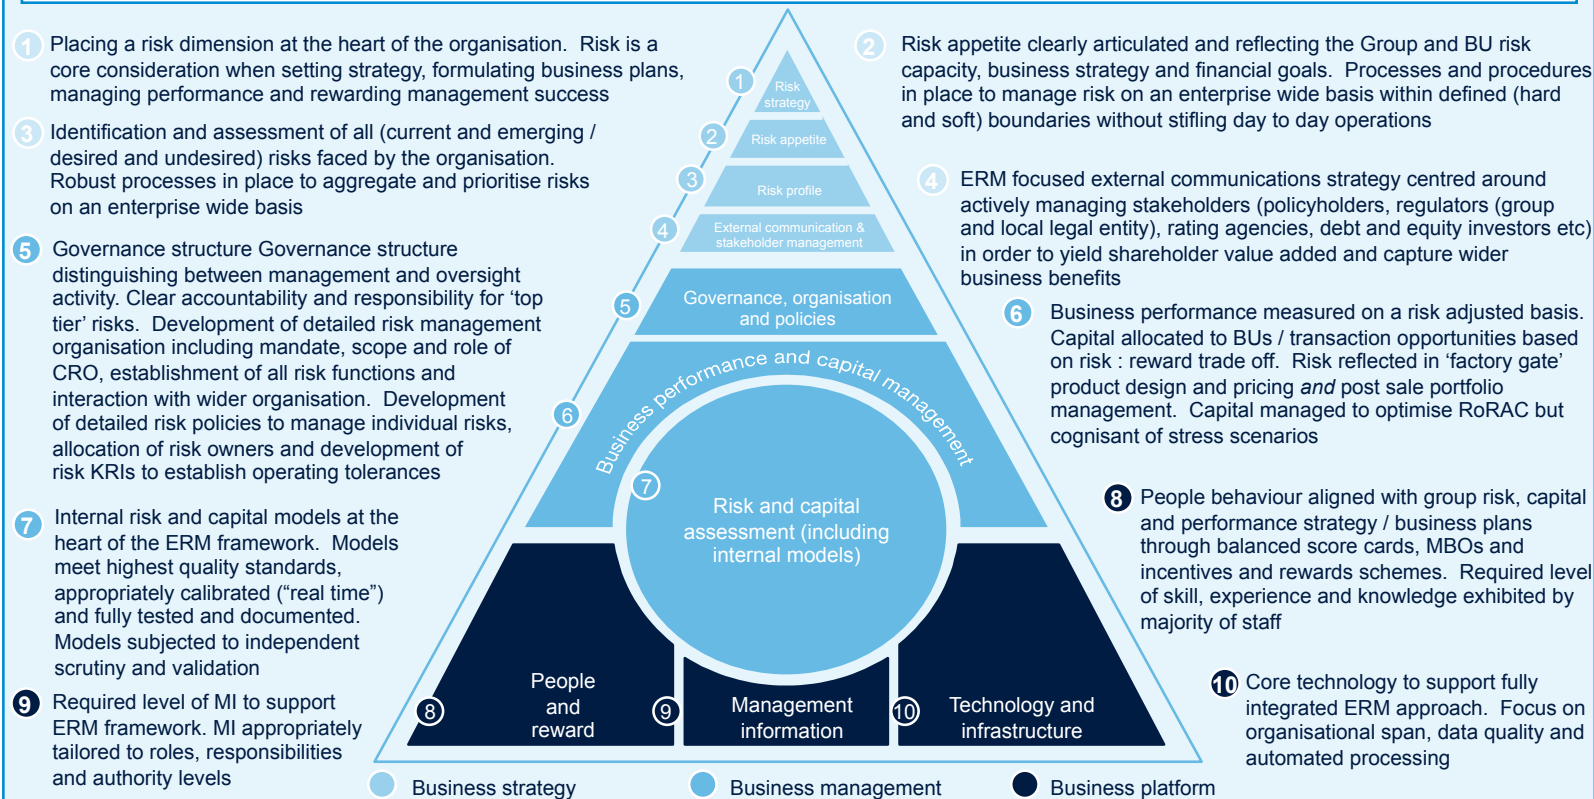 1 Placing a risk dimension at the heart of the organisation. Risk is a
core consideration when setting strategy, formulating business plans,
managing performance and rewarding management success
2 Risk appetite clearly articulated and reflecting the Group and BU risk
capacity, business strategy and financial goals. Processes and procedures
in place to manage risk on an enterprise wide basis within defined (hard
and soft) boundaries without stifling day to day operations
3 Identification and assessment of all (current and emerging /
desired and undesired) risks faced by the organisation.
Robust processes in place to aggregate and prioritise risks
on an enterprise wide basis
4 ERM focused external communications strategy centred around
actively managing stakeholders (policyholders, regulators (group
and local legal entity), rating agencies, debt and equity investors etc)
in order to yield shareholder value added and capture wider
business benefits
5 Governance structure Governance structure
distinguishing between management and oversight
activity. Clear accountability and responsibility for ‘top
tier’ risks. Development of detailed risk management
organisation including mandate, scope and role of
CRO, establishment of all risk functions and
interaction with wider organisation. Development
of detailed risk policies to manage individual risks,
allocation of risk owners and development of
risk KRIs to establish operating tolerances
6 Business performance measured on a risk adjusted basis.
Capital allocated to BUs / transaction opportunities based
on risk : reward trade off. Risk reflected in ‘factory gate’
product design and pricing and post sale portfolio
management. Capital managed to optimise RoRAC but
cognisant of stress scenarios
7 Internal risk and capital models at the
heart of the ERM framework. Models
meet highest quality standards,
appropriately calibrated (“real time”)
and fully tested and documented.
Models subjected to independent
scrutiny and validation
8 People behaviour aligned with group risk, capital
and performance strategy / business plans
through balanced score cards, MBOs and
incentives and rewards schemes. Required level
of skill, experience and knowledge exhibited by
majority of staff
9 Required level of MI to support
ERM framework. MI appropriately
tailored to roles, responsibilities
and authority levels
10 Core technology to support fully
integrated ERM approach. Focus on
organisational span, data quality and
automated processing
1 Risk
strategy
2 Risk appetite
3 Risk profile
4 External communication &
stakeholder management
5 Governance, organisation
and policies
6 Business performance and capital management
7 Risk and capital
assessment (including
internal models)
8 People
and
reward
9 Management
information
10 Technology and
infrastructure
Business strategy
Business management
Business platform